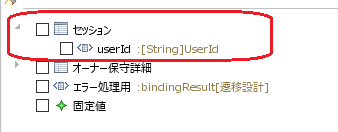 セッション
userId :[String]UserId
オーナー保守詳細
エラー処理用 :bindingResult[遷移設計]
固定値